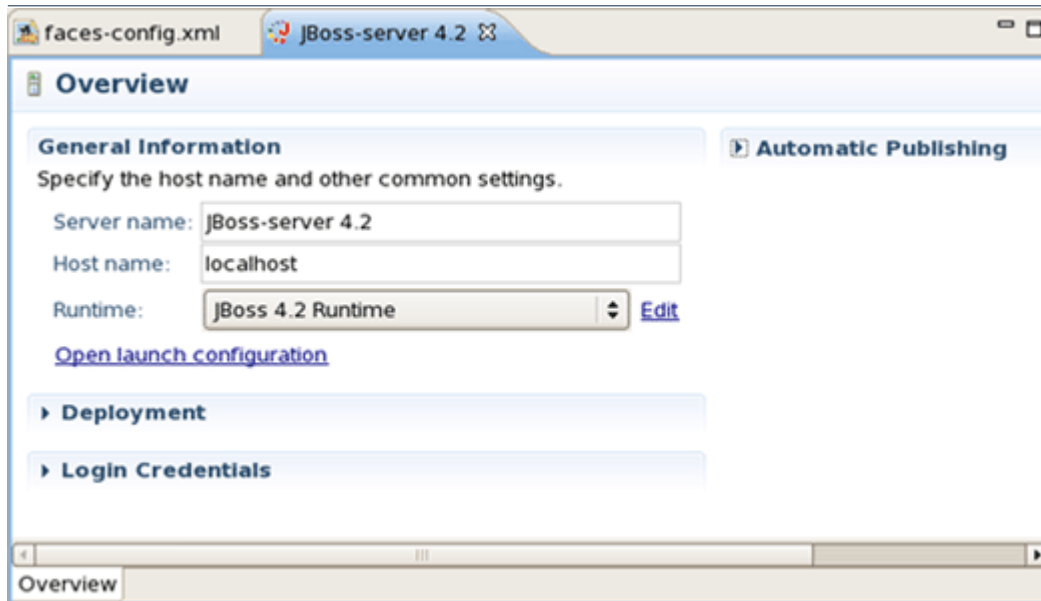 faces-config.xml JBoss-server 4.2
Overview
General Information
Specify the host name and other common settings.
Server name: JBoss-server 4.2
Host name: localhost
Runtime: JBoss 4.2 Runtime Edit
Open launch configuration
Deployment
Login Credentials
Automatic Publishing
Overview